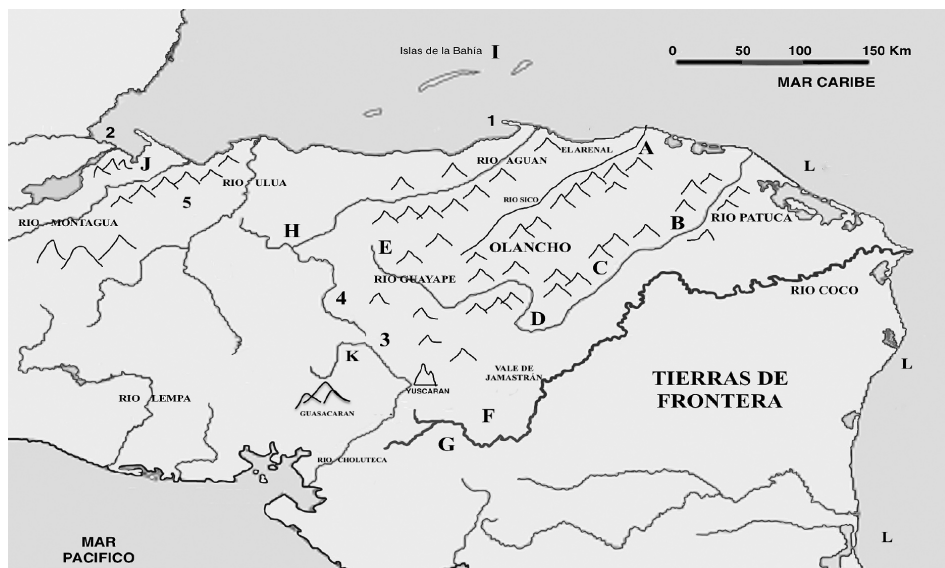 Islas de la Bahía I
0 50 100 150 Km
MAR CARIBE
1
2
J
EL ARENAL
A
RIO AGUAN
L
RIO ULUA
5
RIO SICO
RIO MONTAGUA
B
RIO PATUCA
H
E
OLANCHO
C
RIO GUAYAPE
RIO COCO
4
D
3
K
L
VALE DE
JAMASTRÁN
TIERRAS DE
FRONTERA
YUSCARAN
RIO LEMPA
GUASACARAN
F
G
RIO CHOLUTECA
L
MAR
PACIFICO